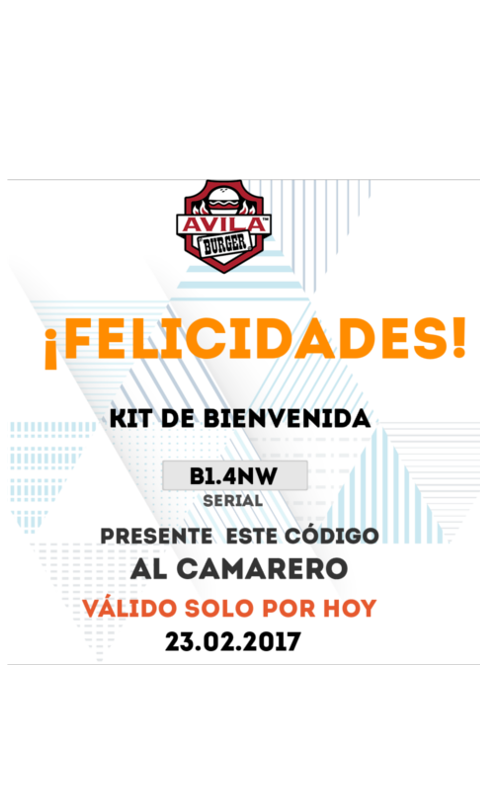 AVILA™
BURGER
¡FELICIDADES!
KIT DE BIENVENIDA
B1.4NW
SERIAL
PRESENTE ESTE CÓDIGO
AL CAMARERO
VÁLIDO SOLO POR HOY
23.02.2017